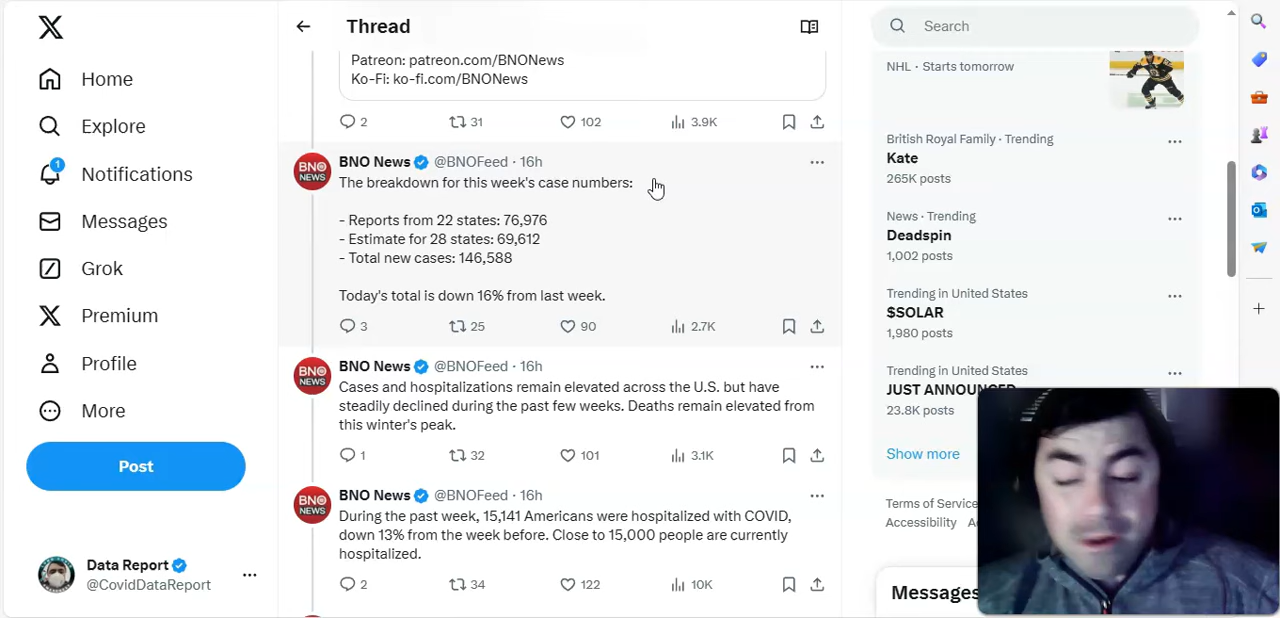 Home
Explore
1
Notifications
Messages
Grok
Premium
Profile
More
Post
Data Report
@CovidDataReport
Thread
Patreon: patreon.com/BNONews
Ko-Fi: ko-fi.com/BNONews
2 31 102 3.9K
BNO NEWS
BNO News @BNOFeed · 16h
The breakdown for this week's case numbers:
- Reports from 22 states: 76,976
- Estimate for 28 states: 69,612
- Total new cases: 146,588
Today's total is down 16% from last week.
3 25 90 2.7K
BNO NEWS
BNO News @BNOFeed · 16h
Cases and hospitalizations remain elevated across the U.S. but have
steadily declined during the past few weeks. Deaths remain elevated from
this winter's peak.
1 32 101 3.1K
BNO NEWS
BNO News @BNOFeed · 16h
During the past week, 15,141 Americans were hospitalized with COVID,
down 13% from the week before. Close to 15,000 people are currently
hospitalized.
2 34 122 10K
Search
NHL · Starts tomorrow
British Royal Family · Trending
Kate
265K posts
News · Trending
Deadspin
1,002 posts
Trending in United States
$SOLAR
1,980 posts
Trending in United States
JUST ANNOUNCED
23.8K posts
Show more
Terms of Service
Accessibility
Messages